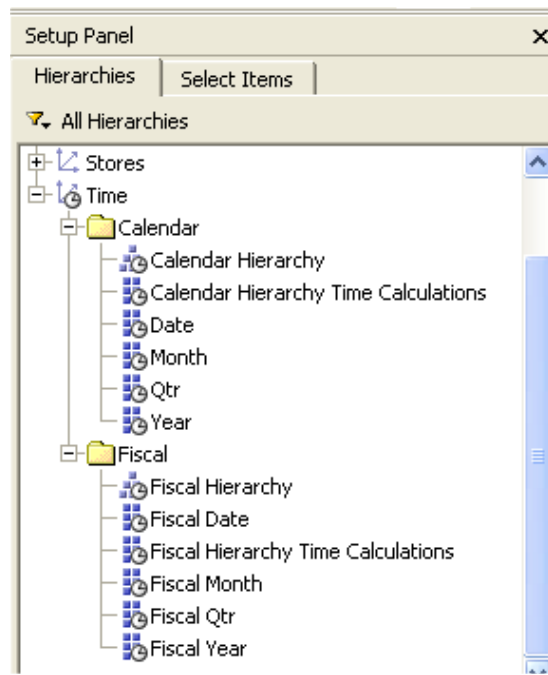 Setup Panel
Hierarchies
Select Items
All Hierarchies
Stores
Time
Calendar
Calendar Hierarchy
Calendar Hierarchy Time Calculations
Date
Month
Qtr
Year
Fiscal
Fiscal Hierarchy
Fiscal Date
Fiscal Hierarchy Time Calculations
Fiscal Month
Fiscal Qtr
Fiscal Year